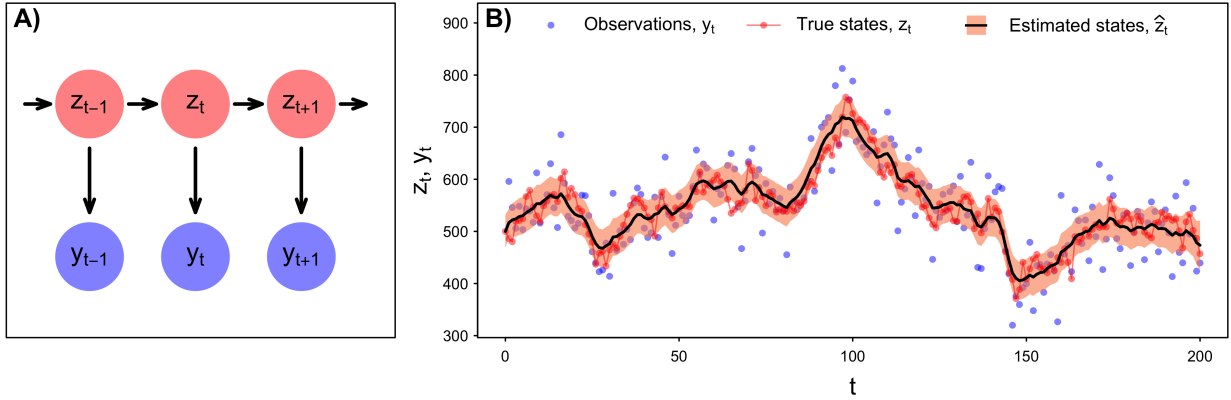 A)
z_{t−1} z_t z_{t+1}
y_{t−1} y_t y_{t+1}
B)
Observations, y_t True states, z_t Estimated states, ẑ_t
z_t, y_t
900
800
700
600
500
400
300
0 50 100 150 200
t